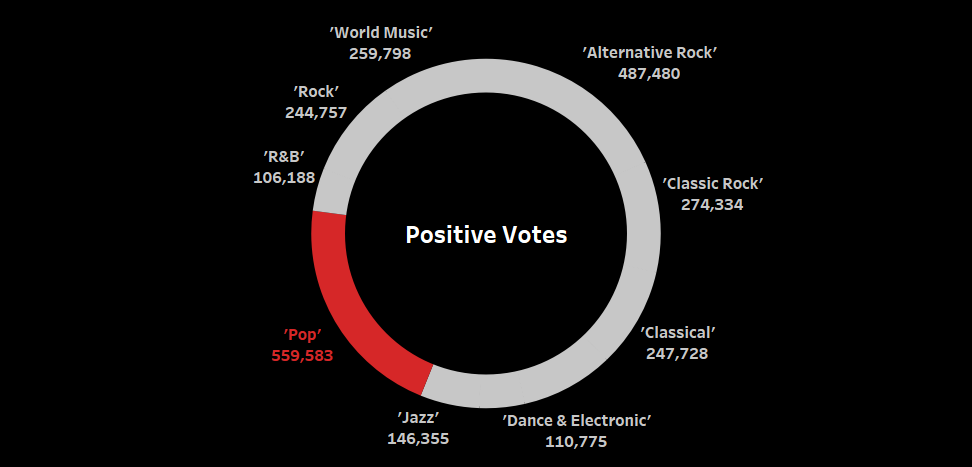 ’World Music’
259,798
’Alternative Rock’
487,480
’Rock’
244,757
’R&B’
106,188
’Classic Rock’
274,334
Positive Votes
’Pop’
559,583
’Classical’
247,728
’Jazz’
146,355
’Dance & Electronic’
110,775